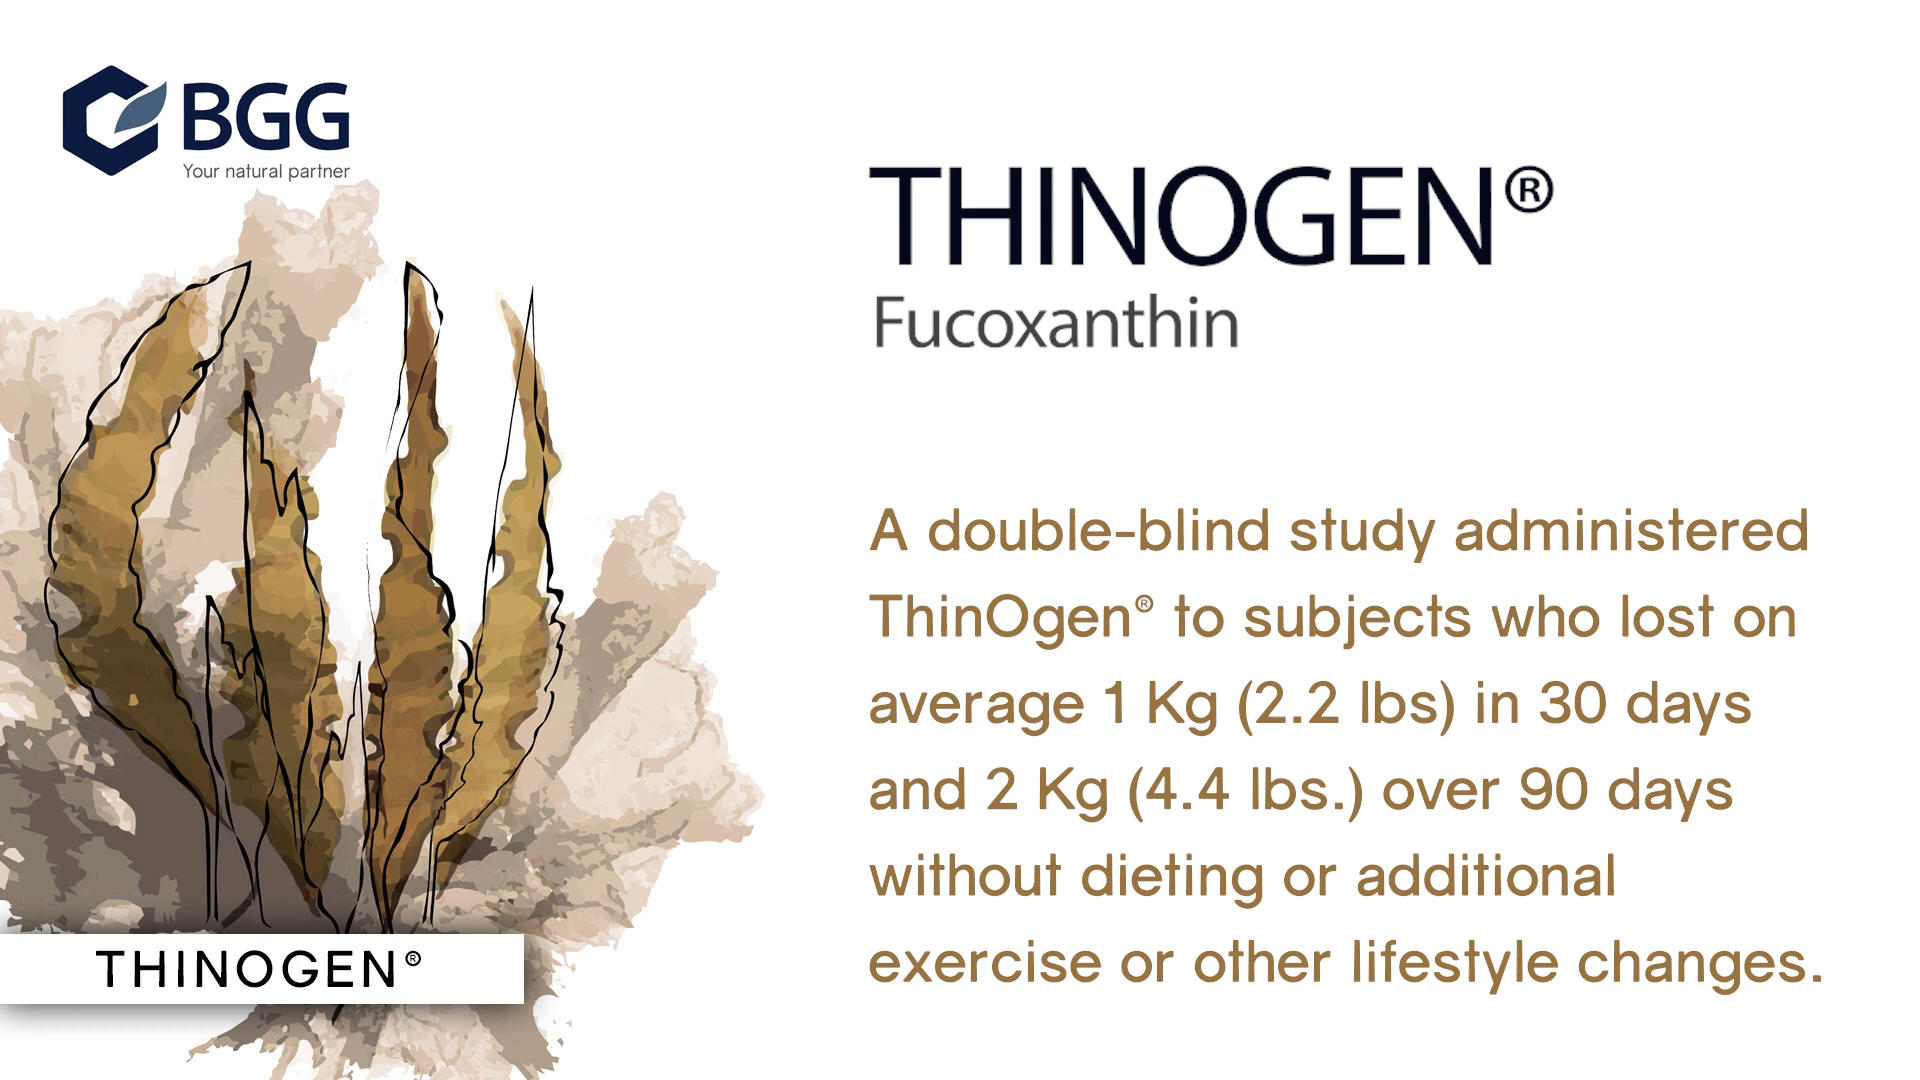 BGG
Your natural partner
THINOGEN®
Fucoxanthin
A double-blind study administered
ThinOgen® to subjects who lost on
average 1 Kg (2.2 lbs) in 30 days
and 2 Kg (4.4 lbs.) over 90 days
without dieting or additional
exercise or other lifestyle changes.
THINOGEN®